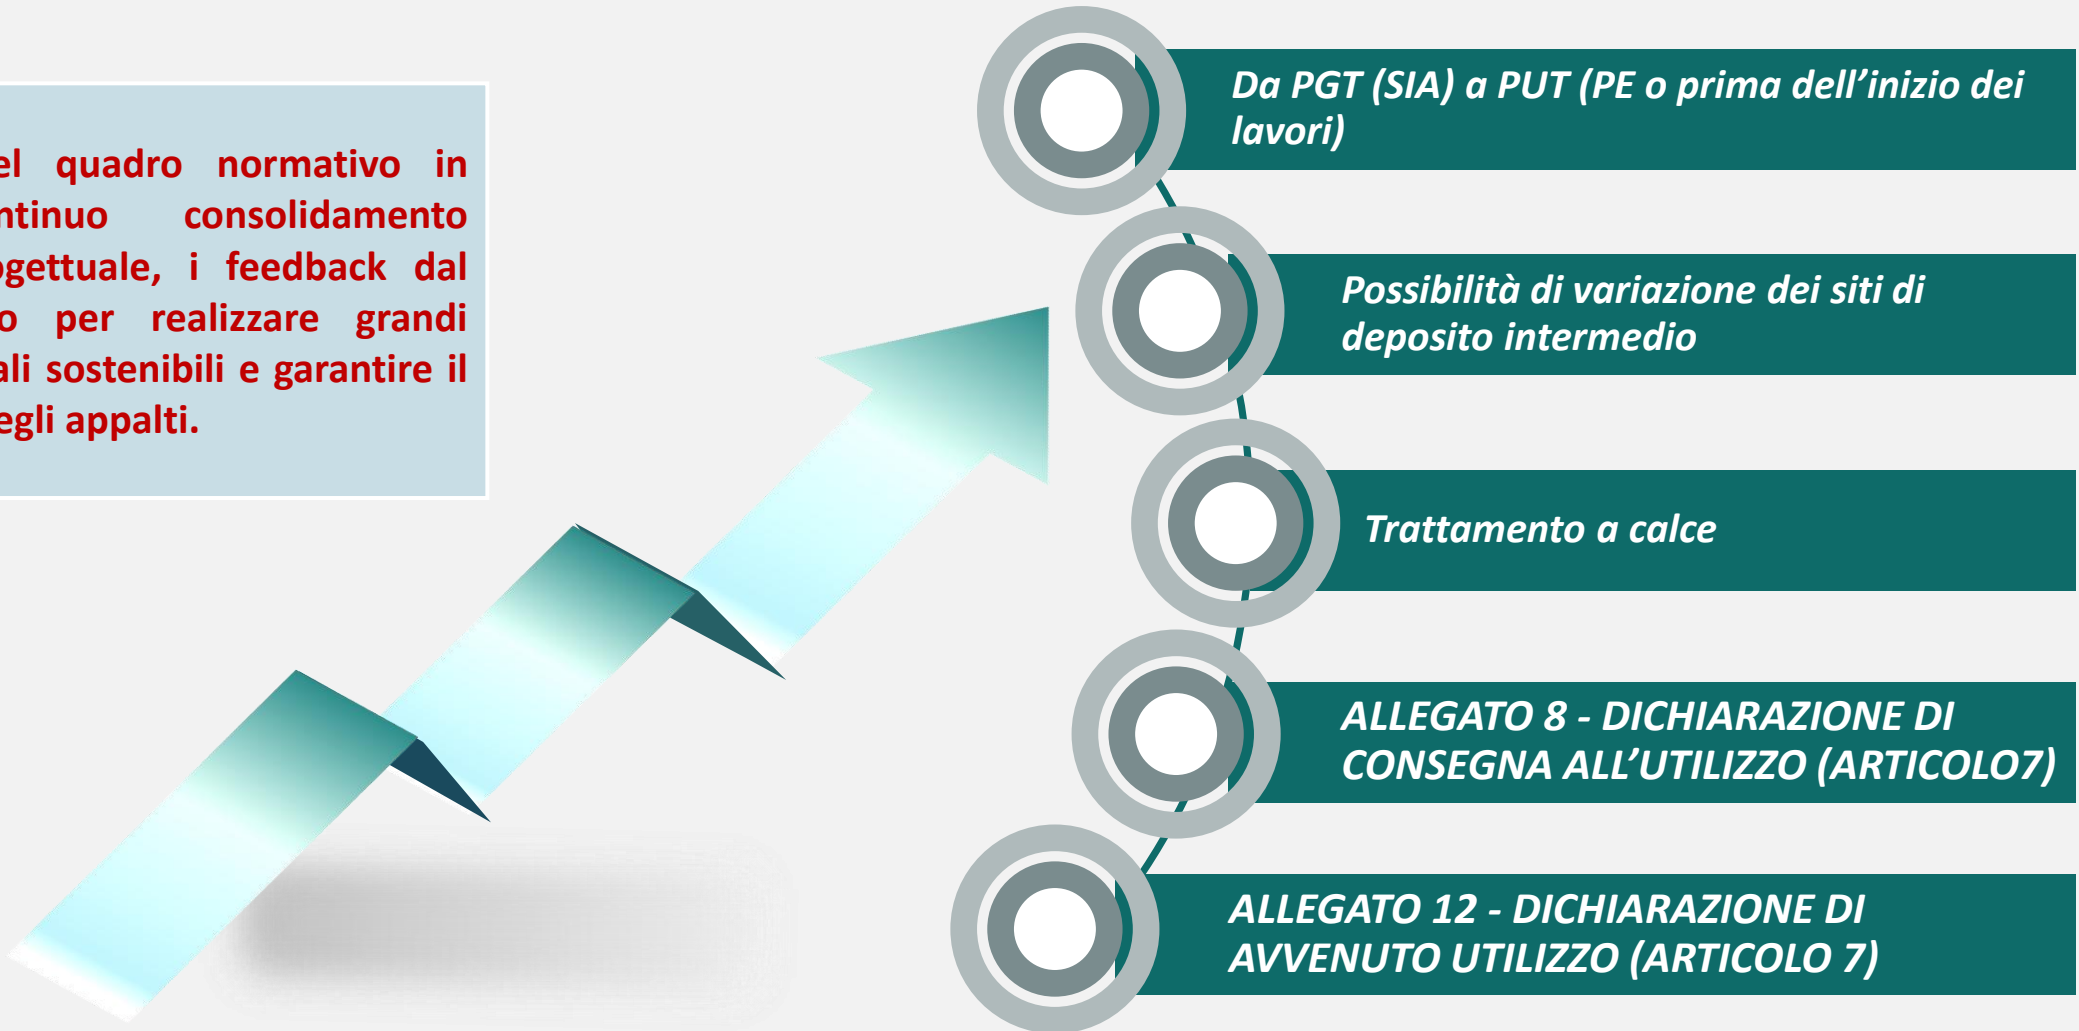 el quadro normativo in
ntinuo consolidamento
ogettuale, i feedback dal
o per realizzare grandi
ali sostenibili e garantire il
egli appalti.
Da PGT (SIA) a PUT (PE o prima dell’inizio dei
lavori)
Possibilità di variazione dei siti di
deposito intermedio
Trattamento a calce
ALLEGATO 8 - DICHIARAZIONE DI
CONSEGNA ALL’UTILIZZO (ARTICOLO7)
ALLEGATO 12 - DICHIARAZIONE DI
AVVENUTO UTILIZZO (ARTICOLO 7)